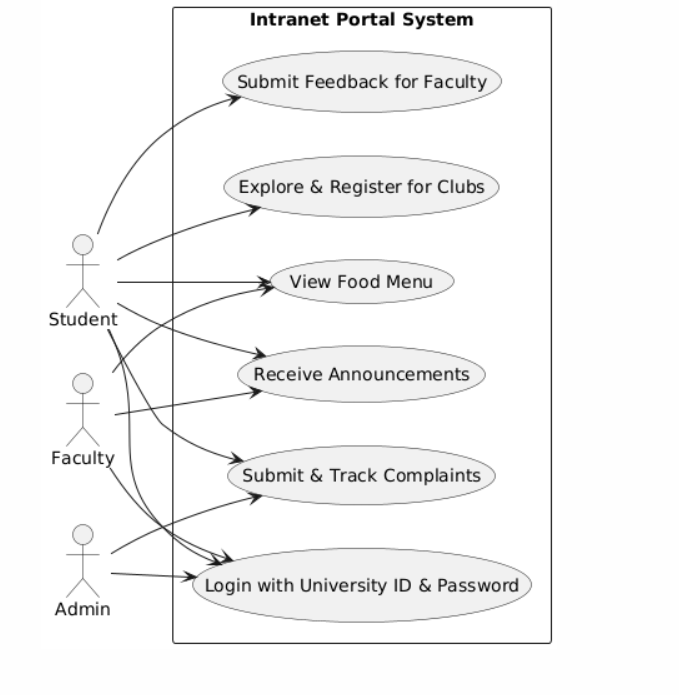 Intranet Portal System
Submit Feedback for Faculty
Explore & Register for Clubs
View Food Menu
Student
Receive Announcements
Faculty
Submit & Track Complaints
Login with University ID & Password
Admin